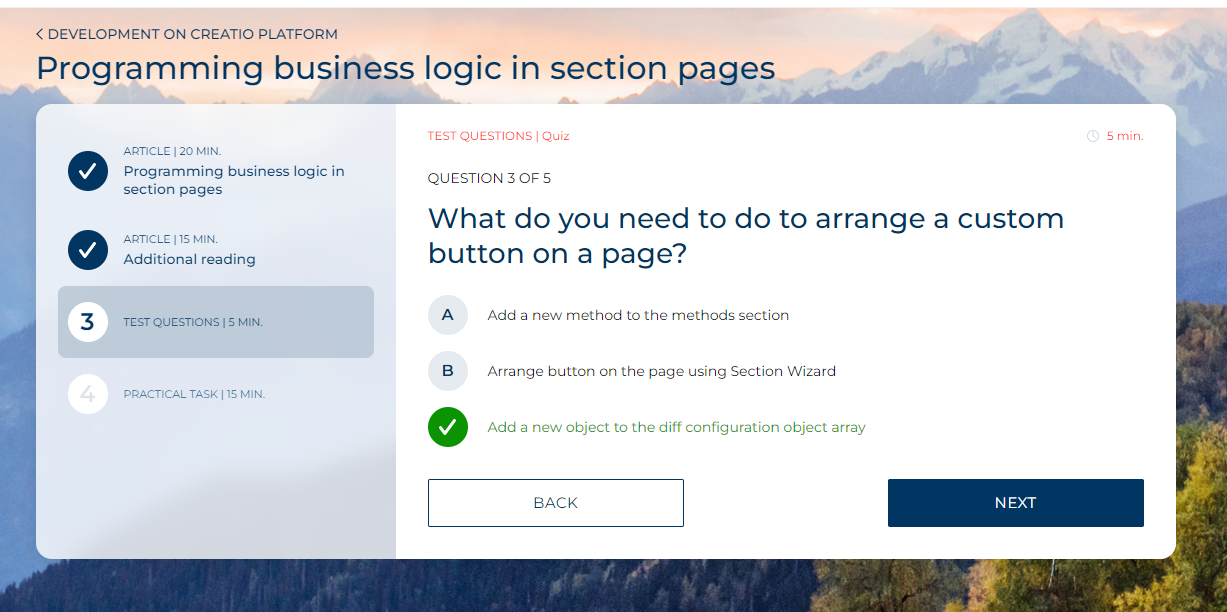 DEVELOPMENT ON CREATIO PLATFORM
Programming business logic in section pages
ARTICLE | 20 MIN.
Programming business logic in
section pages
ARTICLE | 15 MIN.
Additional reading
3
TEST QUESTIONS | 5 MIN.
4
PRACTICAL TASK | 15 MIN.
TEST QUESTIONS | Quiz
5 min.
QUESTION 3 OF 5
What do you need to do to arrange a custom
button on a page?
A
Add a new method to the methods section
B
Arrange button on the page using Section Wizard
Add a new object to the diff configuration object array
BACK
NEXT